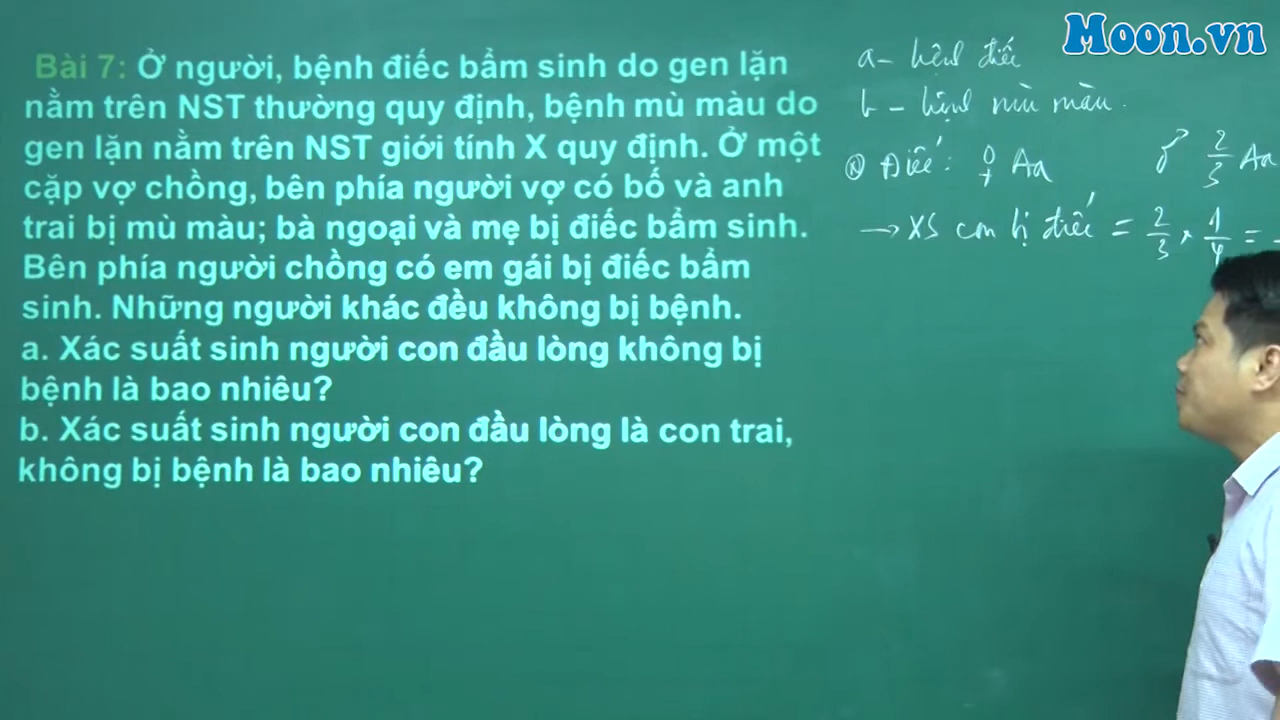 Moon.vn
Bài 7: Ở người, bệnh điếc bẩm sinh do gen lặn
nằm trên NST thường quy định, bệnh mù màu do
gen lặn nằm trên NST giới tính X quy định. Ở một
cặp vợ chồng, bên phía người vợ có bố và anh
trai bị mù màu; bà ngoại và mẹ bị điếc bẩm sinh.
Bên phía người chồng có em gái bị điếc bẩm
sinh. Những người khác đều không bị bệnh.
a. Xác suất sinh người con đầu lòng không bị
bệnh là bao nhiêu?
b. Xác suất sinh người con đầu lòng là con trai,
không bị bệnh là bao nhiêu?
a - bệnh điếc
b - bệnh mù màu.
Điếc: ♀ Aa ♂ 2/3 Aa
→ XS con bị điếc = 2/3 × 1/4 =